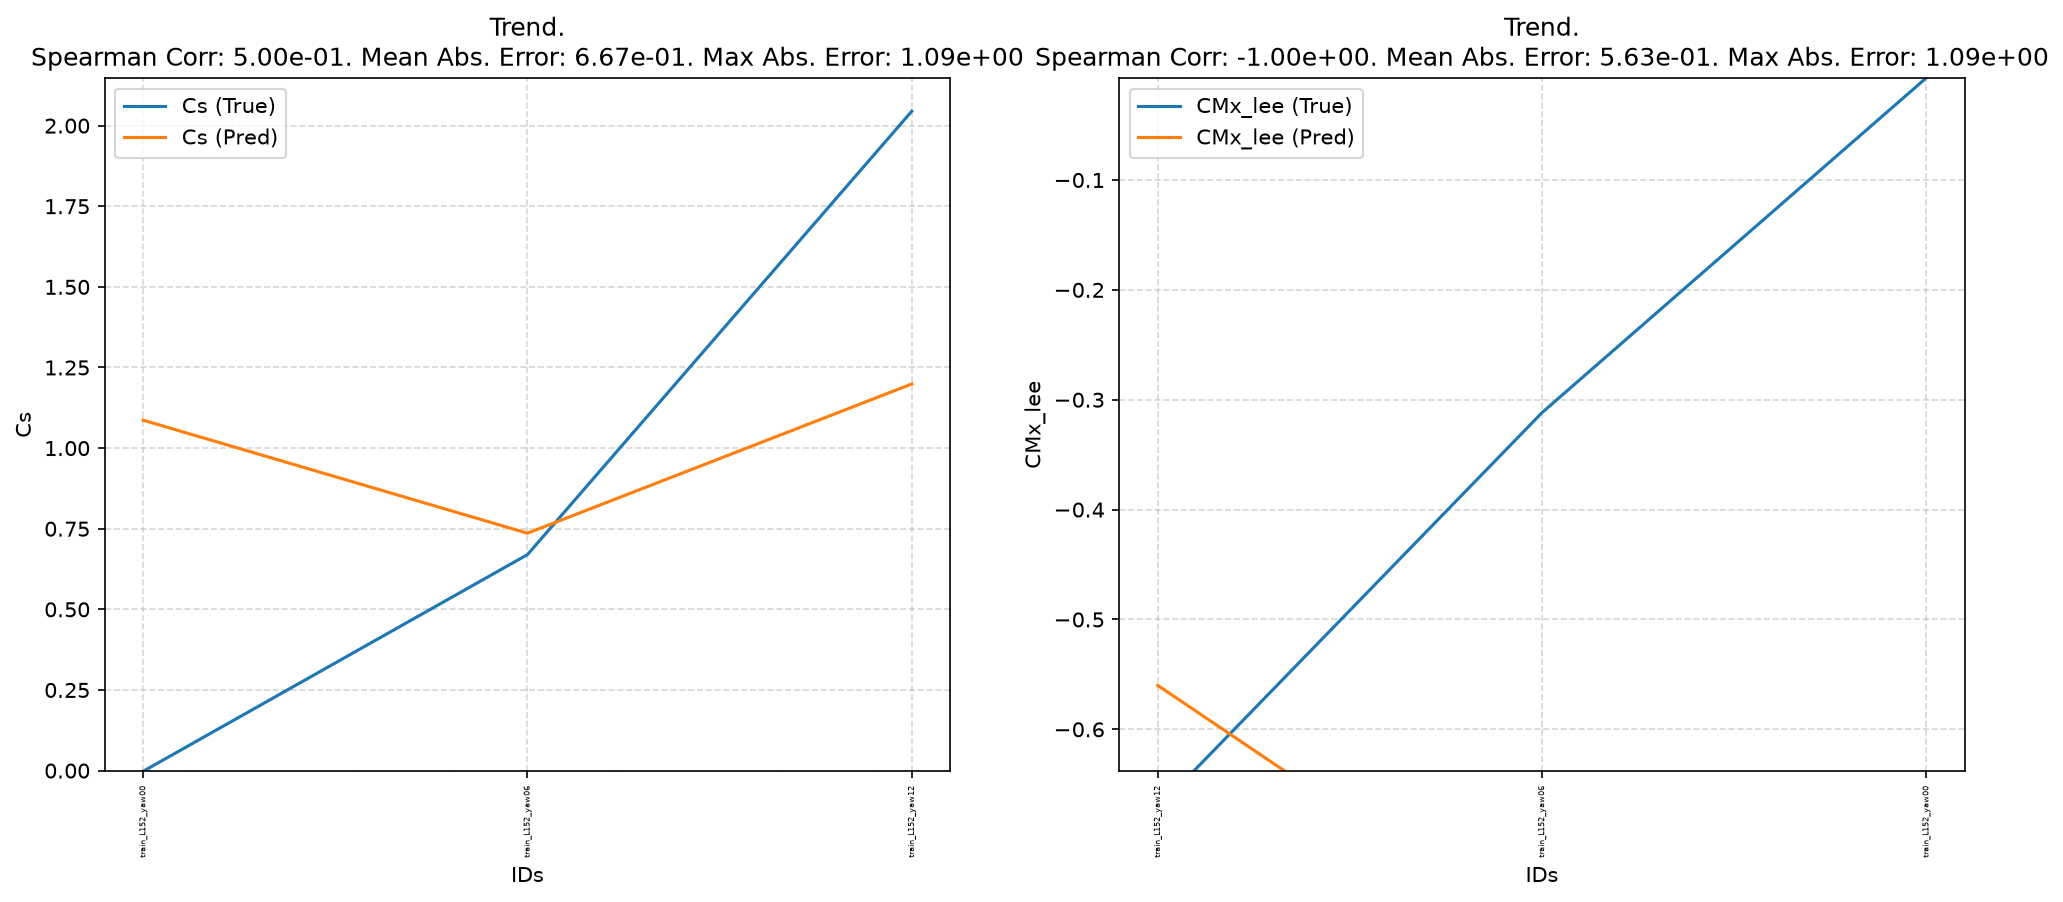 Trend.
Spearman Corr: 5.00e-01. Mean Abs. Error: 6.67e-01. Max Abs. Error: 1.09e+00
Cs (True)
Cs (Pred)
2.00
1.75
1.50
1.25
1.00
0.75
0.50
0.25
0.00
Cs
train_L152_yaw00
train_L152_yaw06
train_L152_yaw12
IDs
Trend.
Spearman Corr: -1.00e+00. Mean Abs. Error: 5.63e-01. Max Abs. Error: 1.09e+00
CMx_lee (True)
CMx_lee (Pred)
−0.1
−0.2
−0.3
−0.4
−0.5
−0.6
CMx_lee
train_L152_yaw12
train_L152_yaw06
train_L152_yaw00
IDs